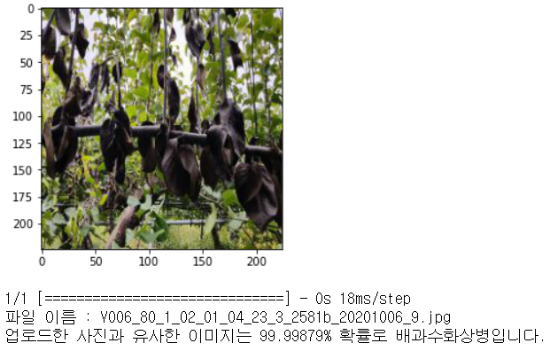 0
25
50
75
100
125
150
175
200
0 50 100 150 200
1/1 [==============================] - 0s 18ms/step
파일 이름 : V006_80_1_02_01_04_23_3_2581b_20201006_9.jpg
업로드한 사진과 유사한 이미지는 99.99879% 확률로 배과수화상병입니다.